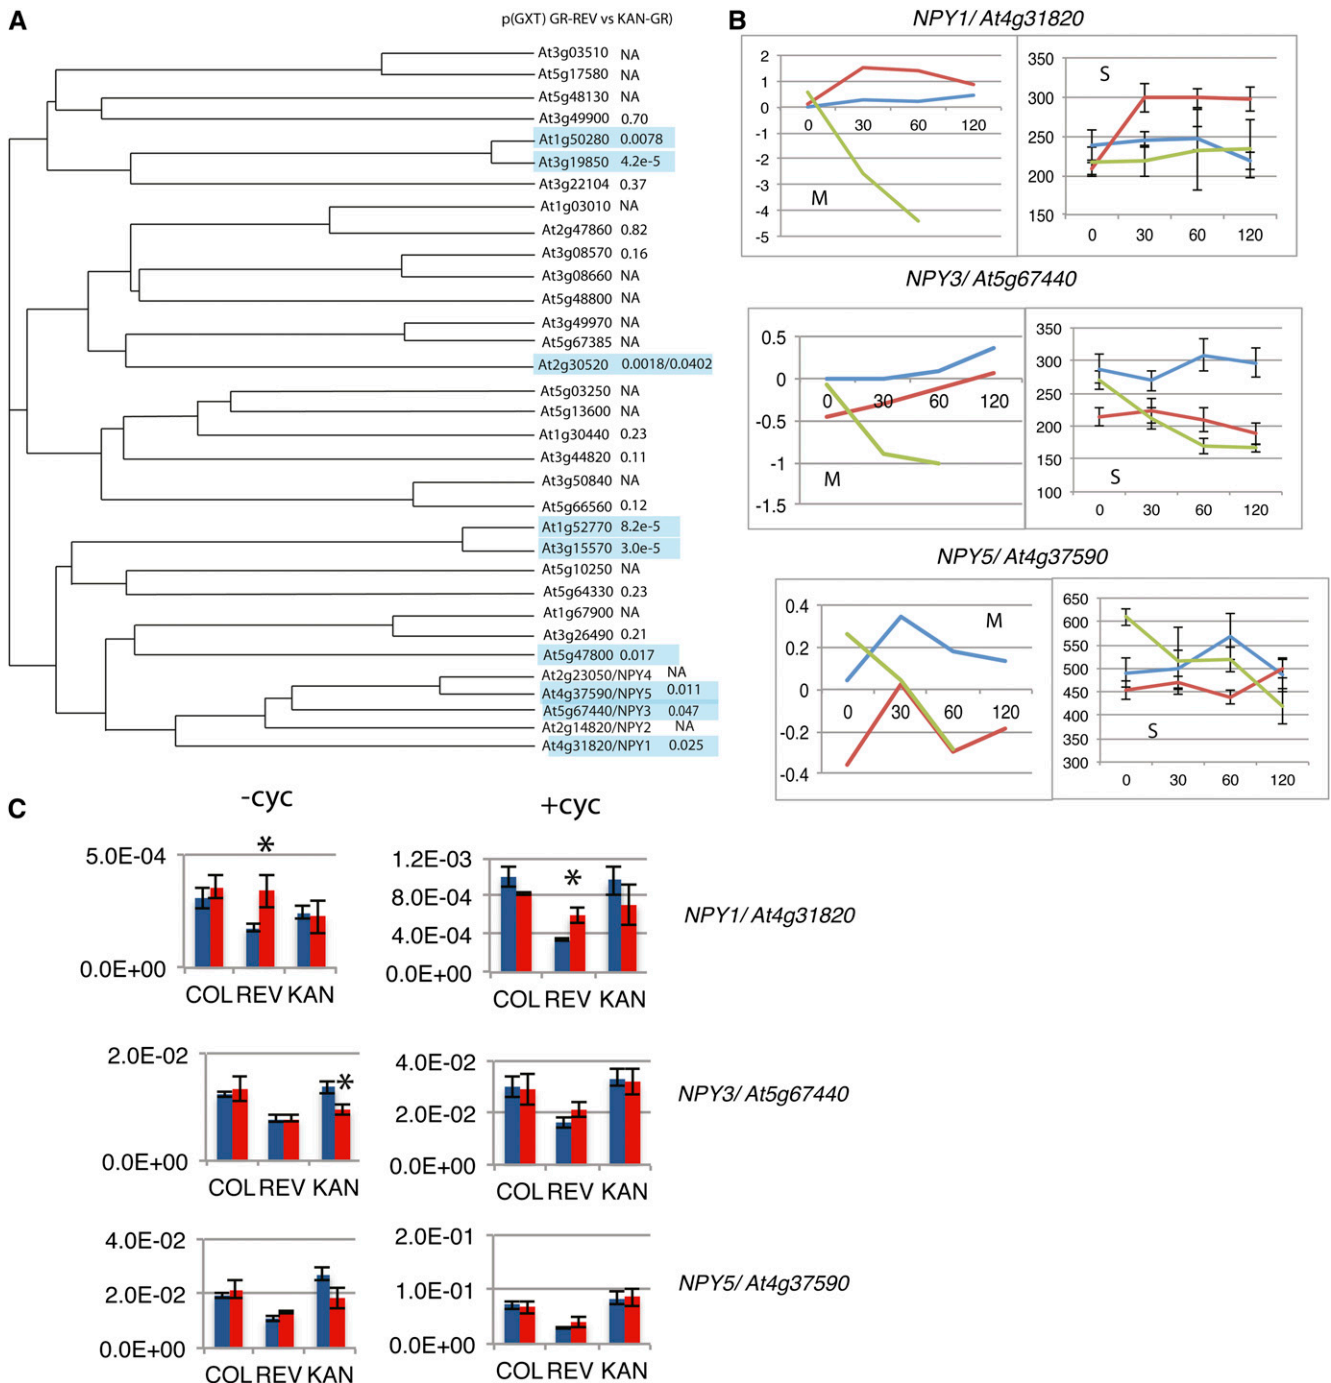 A
p(GXT) GR-REV vs KAN-GR)
At3g03510 NA
At5g17580 NA
At5g48130 NA
At3g49900 0.70
At1g50280 0.0078
At3g19850 4.2e-5
At3g22104 0.37
At1g03010 NA
At2g47860 0.82
At3g08570 0.16
At3g08660 NA
At5g48800 NA
At3g49970 NA
At5g67385 NA
At2g30520 0.0018/0.0402
At5g03250 NA
At5g13600 NA
At1g30440 0.23
At3g44820 0.11
At3g50840 NA
At5g66560 0.12
At1g52770 8.2e-5
At3g15570 3.0e-5
At5g10250 NA
At5g64330 0.23
At1g67900 NA
At3g26490 0.21
At5g47800 0.017
At2g23050/NPY4 NA
At4g37590/NPY5 0.011
At5g67440/NPY3 0.047
At2g14820/NPY2 NA
At4g31820/NPY1 0.025
B
NPY1/ At4g31820
2
1
0
-1
-2
-3
-4
-5
0 30 60 120
M
350
300
250
200
150
0 30 60 120
S
NPY3/ At5g67440
0.5
0
-0.5
-1
-1.5
0 30 60 120
M
350
300
250
200
150
100
0 30 60 120
S
NPY5/ At4g37590
0.4
0.2
0
-0.2
-0.4
0 30 60 120
M
650
600
550
500
450
400
350
300
0 30 60 120
S
C
-cyc
+cyc
5.0E-04
0.0E+00
*
COL REV KAN
1.2E-03
8.0E-04
4.0E-04
0.0E+00
*
COL REV KAN
NPY1/ At4g31820
2.0E-02
0.0E+00
*
COL REV KAN
4.0E-02
2.0E-02
0.0E+00
COL REV KAN
NPY3/ At5g67440
4.0E-02
2.0E-02
0.0E+00
COL REV KAN
2.0E-01
1.0E-01
0.0E+00
COL REV KAN
NPY5/ At4g37590